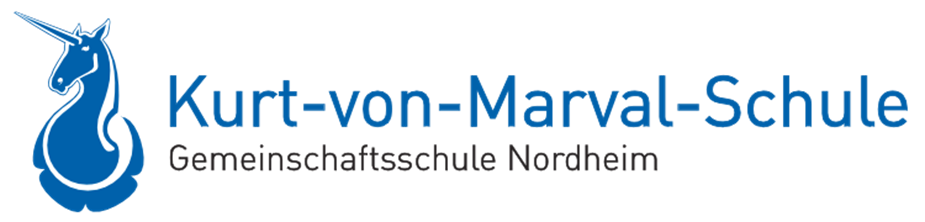 Kurt-von-Marval-Schule
Gemeinschaftsschule Nordheim